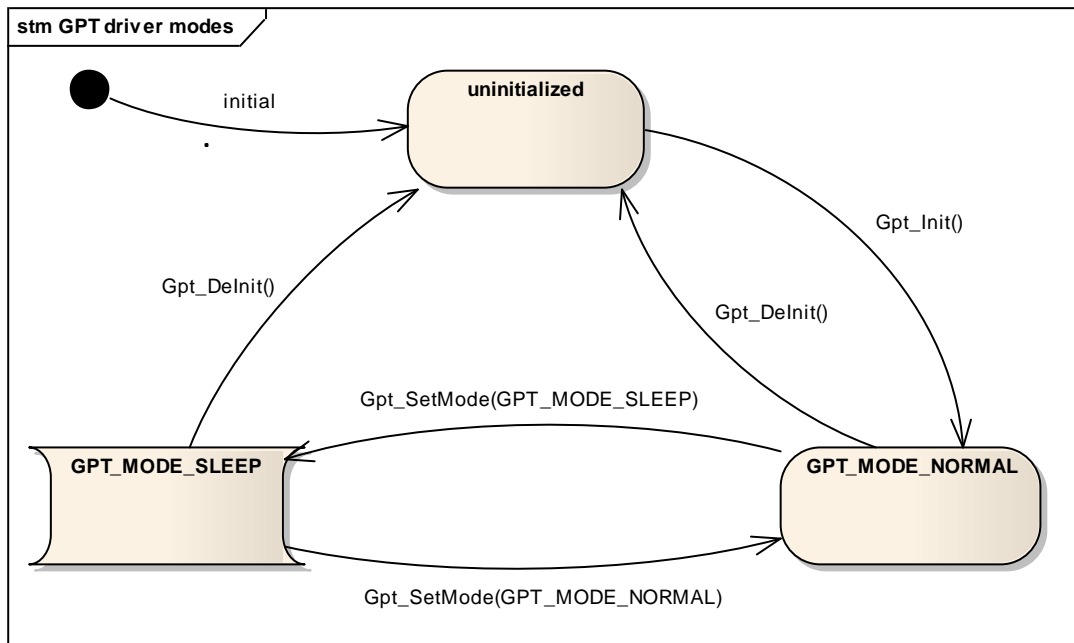 stm GPT driver modes
uninitialized
initial
Gpt_Init()
Gpt_DeInit()
Gpt_DeInit()
Gpt_SetMode(GPT_MODE_SLEEP)
GPT_MODE_SLEEP
GPT_MODE_NORMAL
Gpt_SetMode(GPT_MODE_NORMAL)